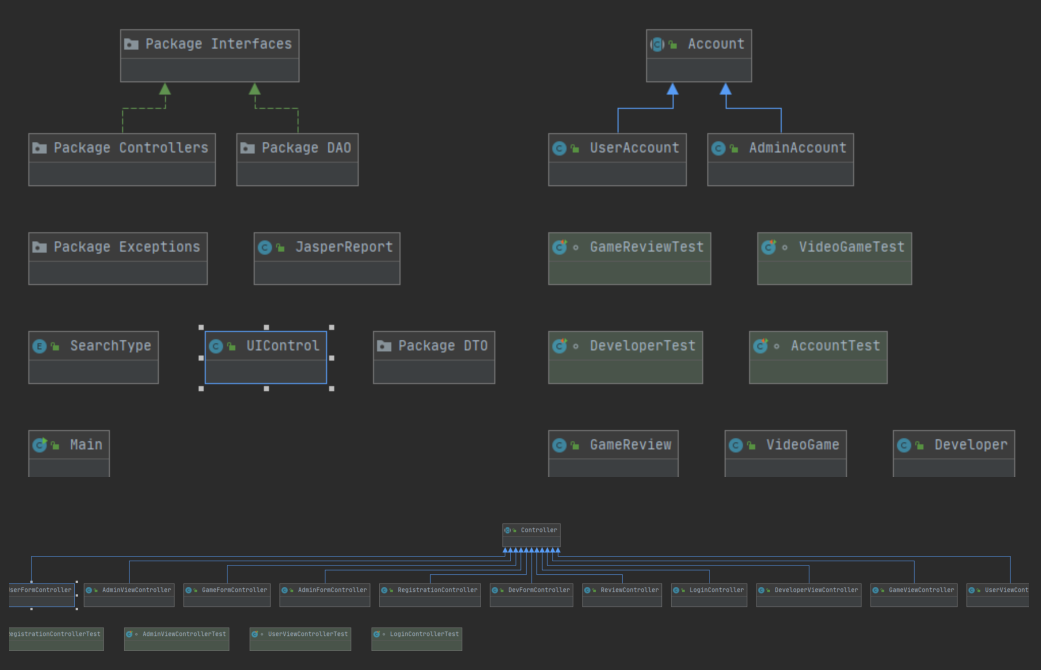 Package Interfaces
Account
Package Controllers
Package DAO
UserAccount
AdminAccount
Package Exceptions
JasperReport
GameReviewTest
VideoGameTest
SearchType
UIControl
Package DTO
DeveloperTest
AccountTest
Main
GameReview
VideoGame
Developer
Controller
serFormController
AdminViewController
GameFormController
AdminFormController
RegistrationController
DevFormController
ReviewController
LoginController
DeveloperViewController
GameViewController
UserViewCont
egistrationControllerTest
AdminViewControllerTest
UserViewControllerTest
LoginControllerTest